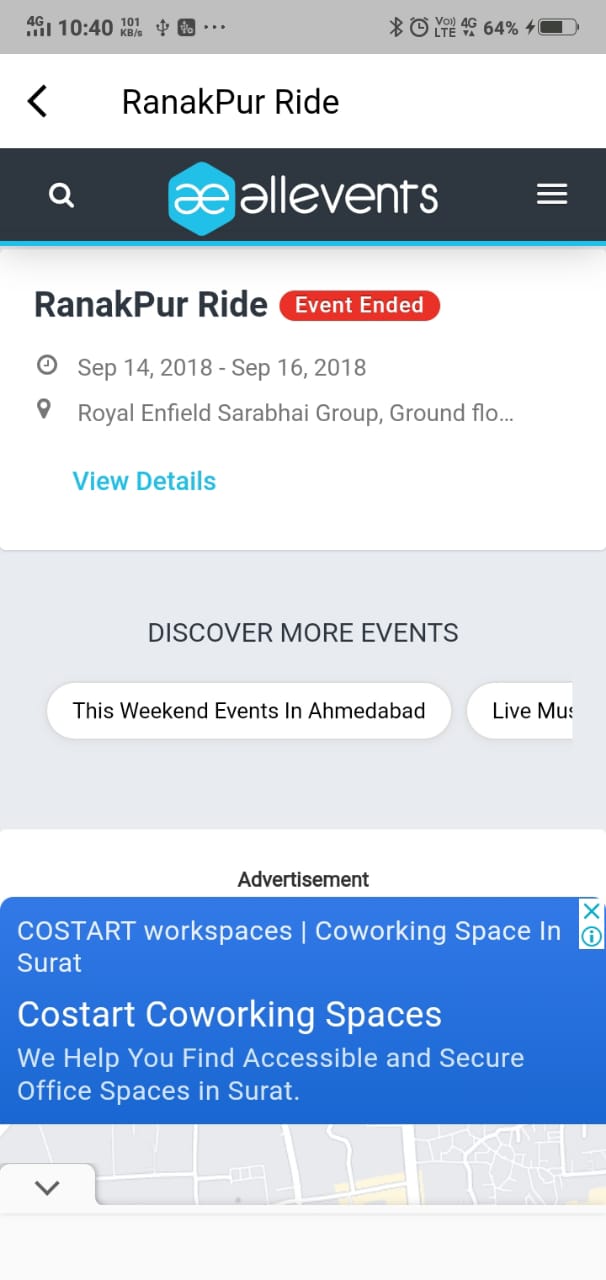 4G 10:40 101 KB/s ... VoI) LTE 4G 64%
RanakPur Ride
ae allevents
RanakPur Ride Event Ended
Sep 14, 2018 - Sep 16, 2018
Royal Enfield Sarabhai Group, Ground flo...
View Details
DISCOVER MORE EVENTS
This Weekend Events In Ahmedabad Live Mus
Advertisement
COSTART workspaces | Coworking Space In
Surat
Costart Coworking Spaces
We Help You Find Accessible and Secure
Office Spaces in Surat.